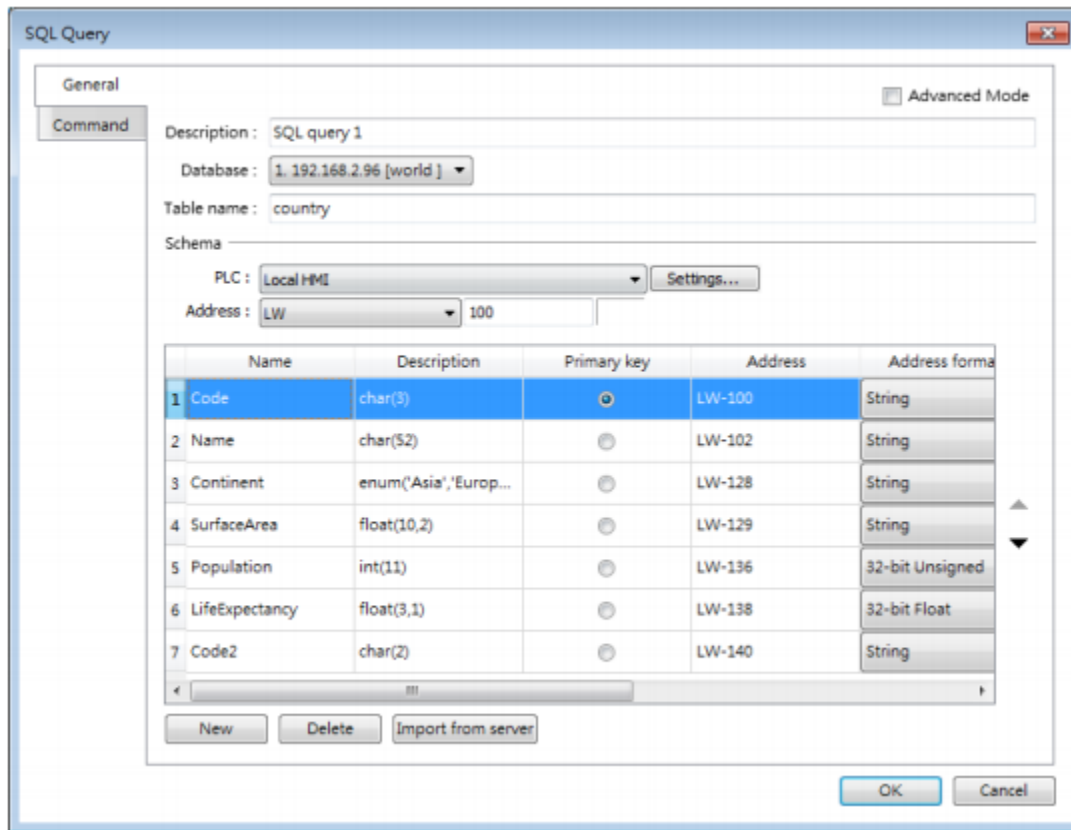 SQL Query
General
Advanced Mode
Command
Description : SQL query 1
Database : 1. 192.168.2.96 [world ]
Table name : country
Schema
PLC : Local HMI Settings...
Address : LW 100
Name Description Primary key Address Address forma
1 Code char(3) LW-100 String
2 Name char(52) LW-102 String
3 Continent enum('Asia','Europ... LW-128 String
4 SurfaceArea float(10,2) LW-129 String
5 Population int(11) LW-136 32-bit Unsigned
6 LifeExpectancy float(3,1) LW-138 32-bit Float
7 Code2 char(2) LW-140 String
New Delete Import from server
OK Cancel